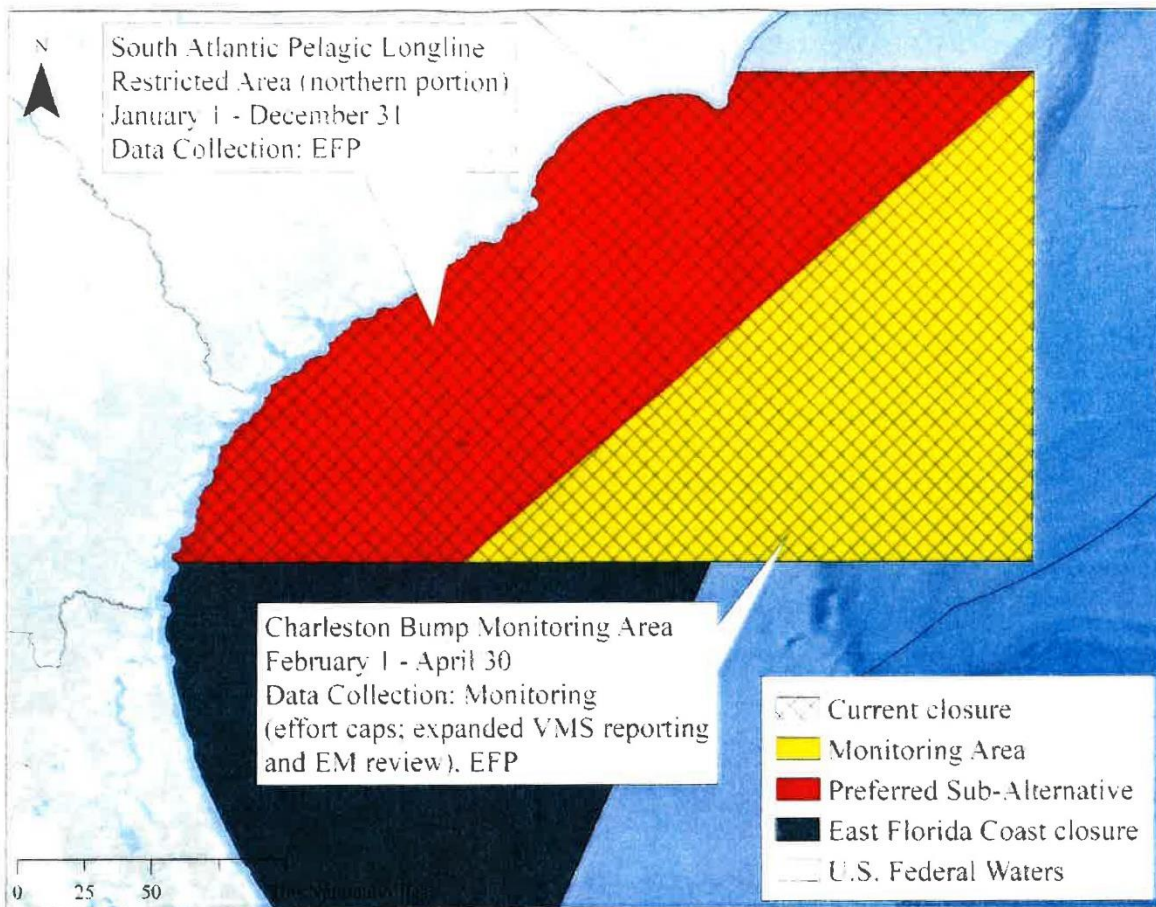 N
South Atlantic Pelagic Longline
Restricted Area (northern portion)
January 1 - December 31
Data Collection: EFP
Charleston Bump Monitoring Area
February 1 - April 30
Data Collection: Monitoring
(effort caps; expanded VMS reporting
and EM review), EFP
Current closure
Monitoring Area
Preferred Sub-Alternative
East Florida Coast closure
U.S. Federal Waters
0 25 50